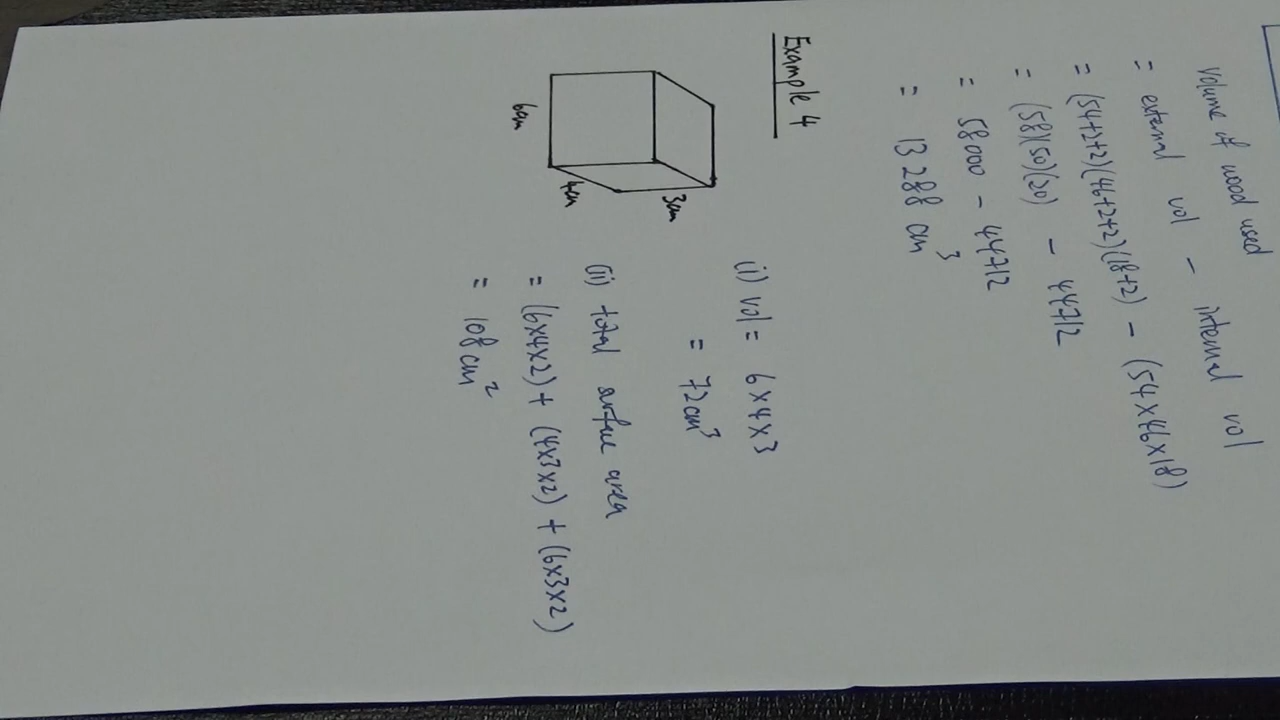 Volume of wood used
= external vol - internal vol
= (54+2+2)(46+2+2)(18+2) - (54×46×18)
= (58)(50)(20) - 44712
= 58000 - 44712
= 13 288 cm³
Example 4
6cm
4cm
3cm
(i) vol = 6×4×3
= 72cm³
(ii) total surface area
= (6×4×2) + (4×3×2) + (6×3×2)
= 108 cm²